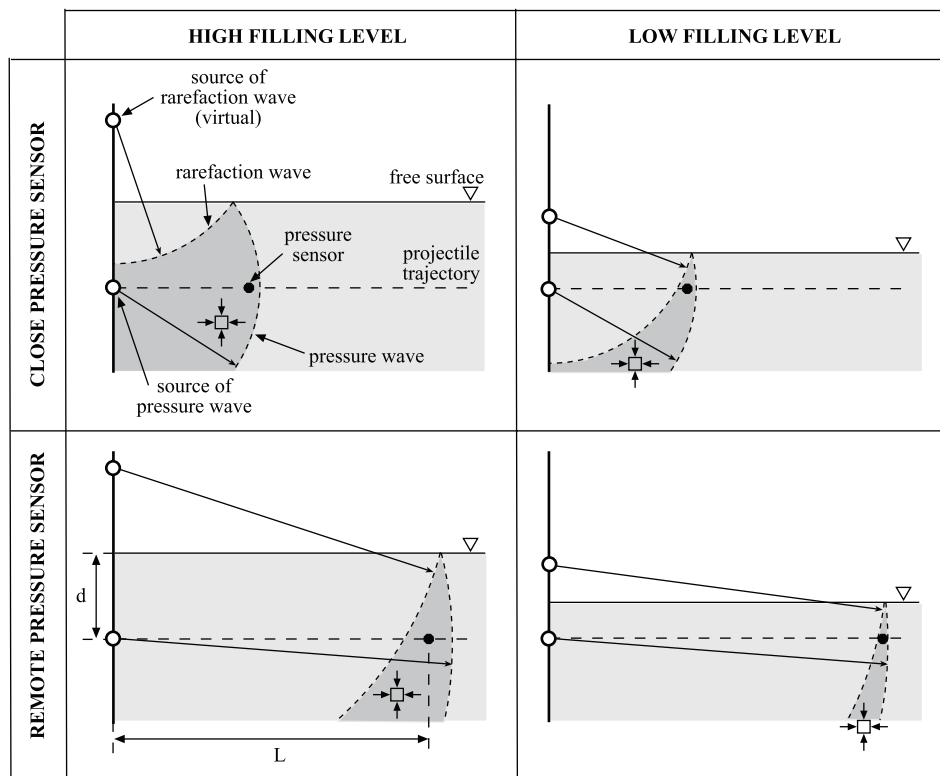 HIGH FILLING LEVEL
LOW FILLING LEVEL
CLOSE PRESSURE SENSOR
source of
rarefaction wave
(virtual)
rarefaction wave
free surface
pressure
sensor
projectile
trajectory
pressure wave
source of
pressure wave
REMOTE PRESSURE SENSOR
d
L